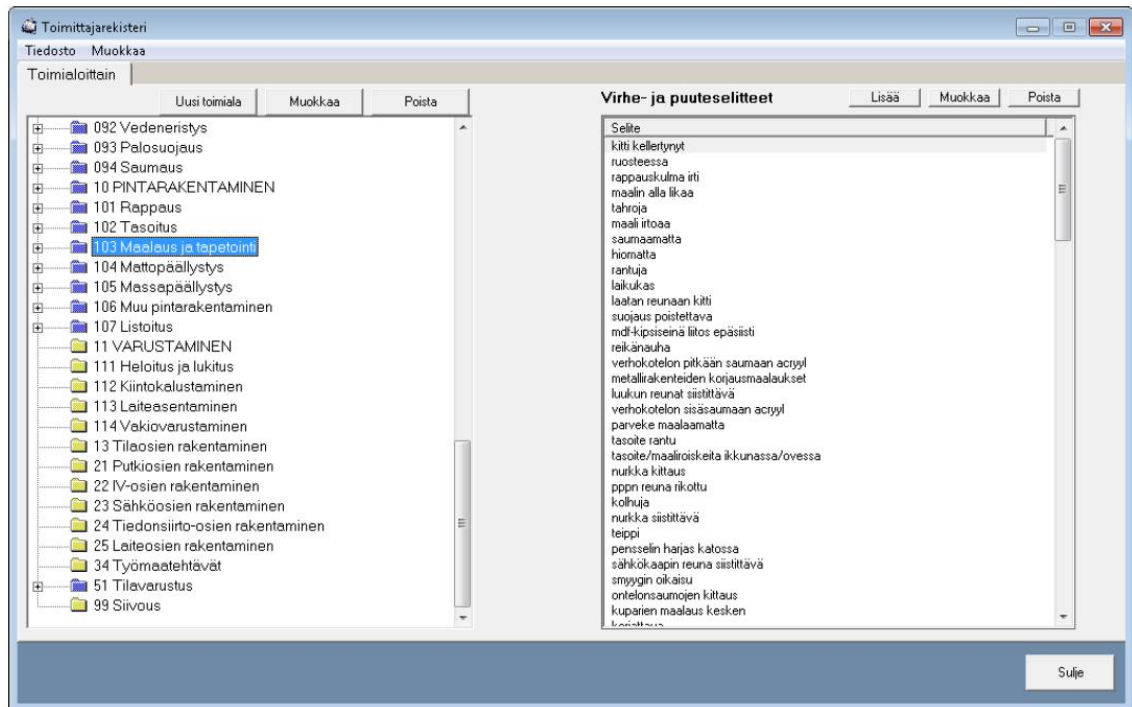 Toimittajarekisteri
Tiedosto Muokkaa
Toimialoittain
Uusi toimiala Muokkaa Poista
092 Vedeneristys
093 Palosuojaus
094 Saumaus
10 PINTARAKENTAMINEN
101 Rappaus
102 Tasoitus
103 Maalaus ja tapetointi
104 Mattopäällystys
105 Massapäällystys
106 Muu pintarakentaminen
107 Listoitus
11 VARUSTAMINEN
111 Heloitus ja lukitus
112 Kiintokalustaminen
113 Laiteasentaminen
114 Vakiovarustaminen
13 Tilaosien rakentaminen
21 Putkiosien rakentaminen
22 IV-osien rakentaminen
23 Sähköosien rakentaminen
24 Tiedonsiirto-osien rakentaminen
25 Laiteosien rakentaminen
34 Työmaatehtävät
51 Tilavarustus
99 Siivous
Virhe- ja puuteselitteet Lisää Muokkaa Poista
Selite
kitti kellertynyt
ruosteessa
rappauskulma irti
maalin alla likaa
tahroja
maali irtoaa
saumaamatta
hiomatta
rantuja
laikukas
laatan reunaan kitti
suojaus poistettava
mdf-kipsiseinä liitos epäsiisti
reikänauha
verhokotelon pitkään saumaan acryyl
metallirakenteiden korjausmaalaukset
luukun reunat siistittävä
verhokotelon sisäsaumaan acryyl
parveke maalaamatta
tasoite rantu
tasoite/maaliroiskeita ikkunassa/ovessa
nurkka kittaus
pppn reuna rikottu
kolhuja
nurkka siistittävä
teippi
pensselin harjas katossa
sähkökaapin reuna siistittävä
smyygin oikaisu
ontelonsaumojen kittaus
kuparien maalaus kesken
korjattava
Sulje